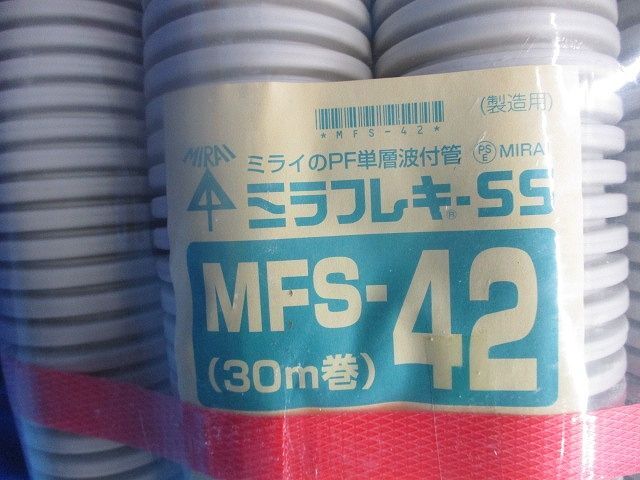 *MFS-42*
(製造用)
MIRAI
ミライのPF単層波付管
PS
E
MIRAI
ミラフレキ®-SS
MFS-42
(30m巻)